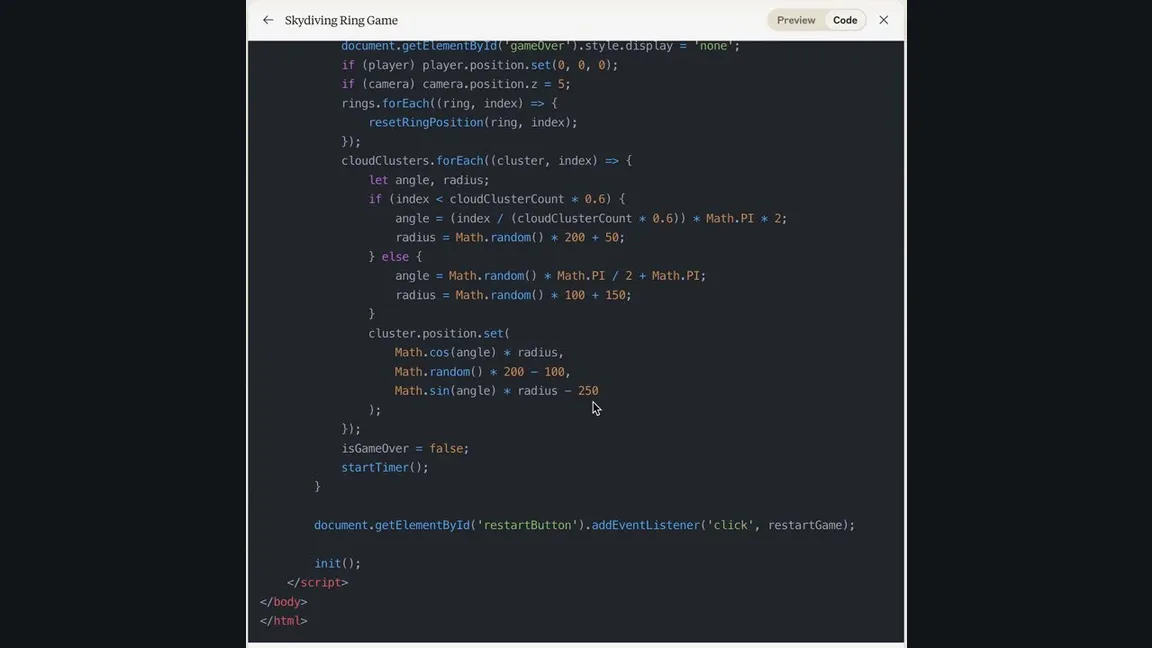 Skydiving Ring Game
Preview
Code
document.getElementById('gameOver').style.display = 'none';
if (player) player.position.set(0, 0, 0);
if (camera) camera.position.z = 5;
rings.forEach((ring, index) => {
resetRingPosition(ring, index);
});
cloudClusters.forEach((cluster, index) => {
let angle, radius;
if (index < cloudClusterCount * 0.6) {
angle = (index / (cloudClusterCount * 0.6)) * Math.PI * 2;
radius = Math.random() * 200 + 50;
} else {
angle = Math.random() * Math.PI / 2 + Math.PI;
radius = Math.random() * 100 + 150;
}
cluster.position.set(
Math.cos(angle) * radius,
Math.random() * 200 - 100,
Math.sin(angle) * radius - 250
);
});
isGameOver = false;
startTimer();
}
document.getElementById('restartButton').addEventListener('click', restartGame);
init();
</script>
</body>
</html>